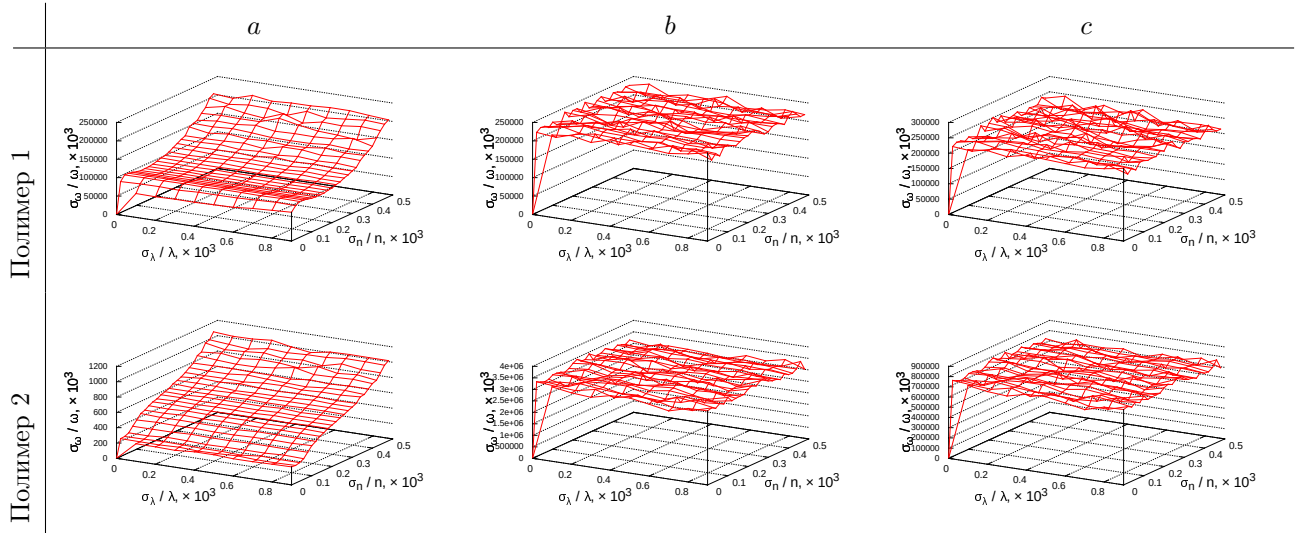 a b c
Полимер 1
250000
200000
150000
100000
50000
0
σω / ω, × 10³
0 0.2 0.4 0.6 0.8
σλ / λ, × 10³
0 0.1 0.2 0.3 0.4 0.5
σn / n, × 10³
250000
200000
150000
100000
50000
0
σω / ω, × 10³
0 0.2 0.4 0.6 0.8
σλ / λ, × 10³
0 0.1 0.2 0.3 0.4 0.5
σn / n, × 10³
300000
250000
200000
150000
100000
50000
0
σω / ω, × 10³
0 0.2 0.4 0.6 0.8
σλ / λ, × 10³
0 0.1 0.2 0.3 0.4 0.5
σn / n, × 10³
Полимер 2
1200
1000
800
600
400
200
0
σω / ω, × 10³
0 0.2 0.4 0.6 0.8
σλ / λ, × 10³
0 0.1 0.2 0.3 0.4 0.5
σn / n, × 10³
4e+06
3.5e+06
3e+06
2.5e+06
2e+06
1.5e+06
1e+06
500000
0
σω / ω, × 10³
0 0.2 0.4 0.6 0.8
σλ / λ, × 10³
0 0.1 0.2 0.3 0.4 0.5
σn / n, × 10³
900000
800000
700000
600000
500000
400000
300000
200000
100000
0
σω / ω, × 10³
0 0.2 0.4 0.6 0.8
σλ / λ, × 10³
0 0.1 0.2 0.3 0.4 0.5
σn / n, × 10³